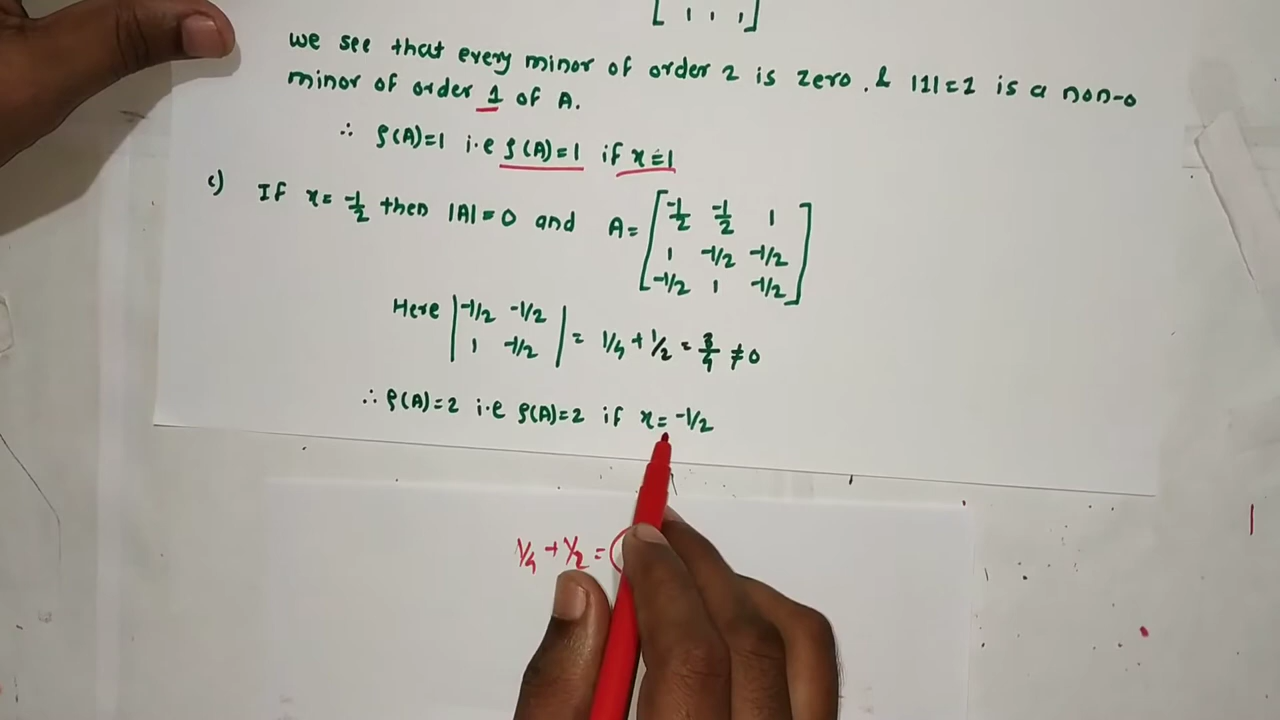 [ 1 1 1 ]
we see that every minor of order 2 is zero. & |1|=1 is a non-0
minor of order 1 of A.
∴ ρ(A)=1 i.e ρ(A)=1 if x=1
c) If x= -1/2 then |A|=0 and A= [ -1/2 -1/2 1
1 -1/2 -1/2
-1/2 1 -1/2 ]
Here | -1/2 -1/2
1 -1/2 | = 1/4 + 1/2 = 3/4 ≠0
∴ ρ(A)=2 i.e ρ(A)=2 if x= -1/2
1/4 + 1/2 =